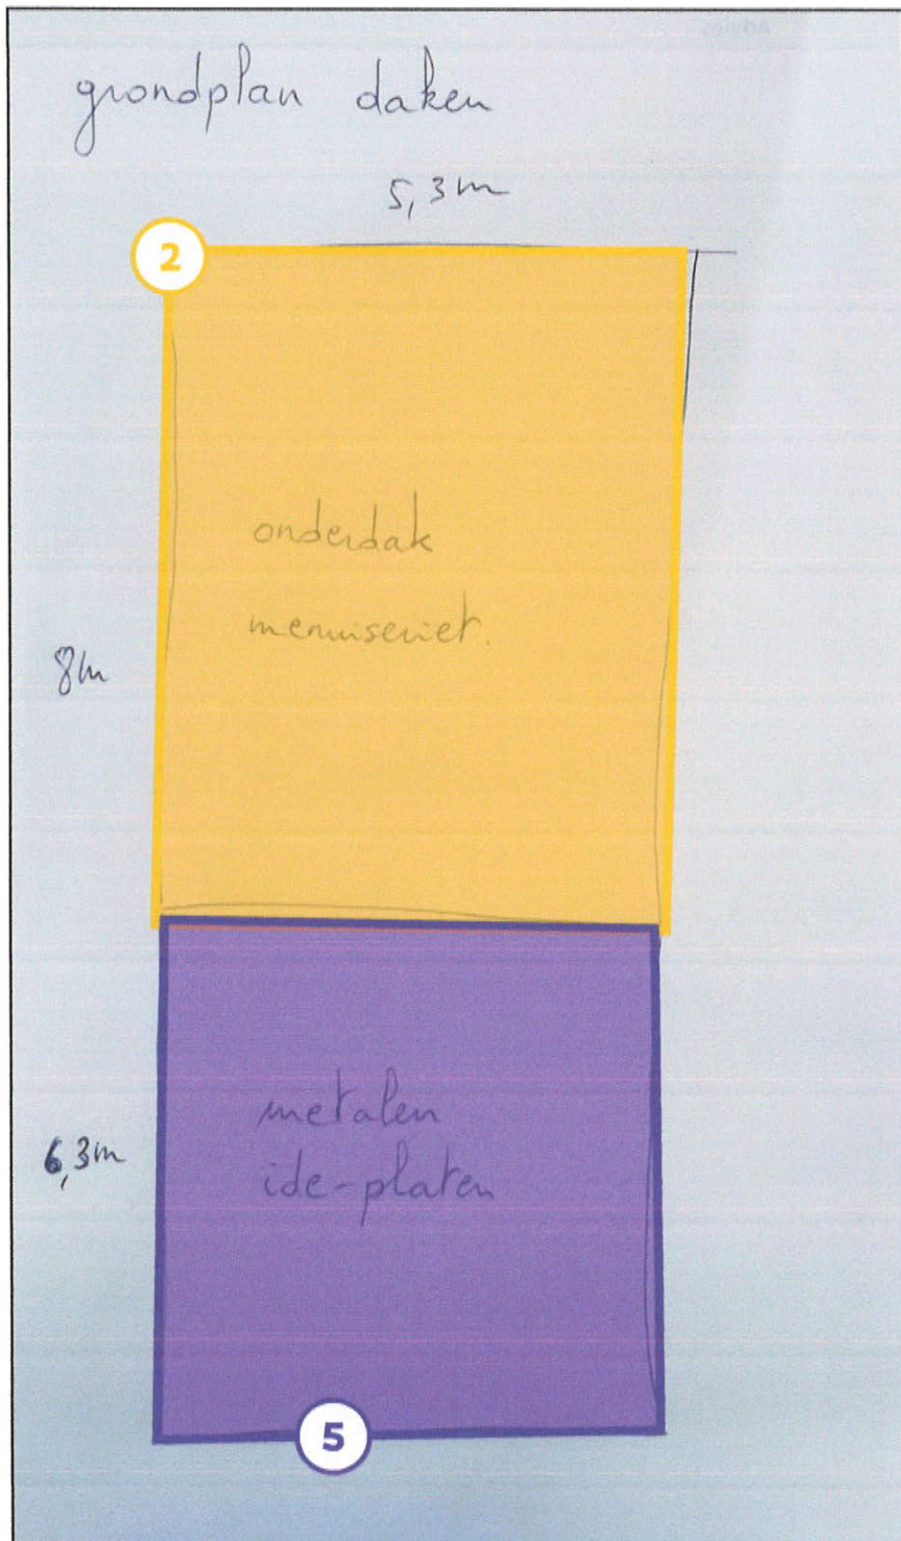 grondplan daken
5,3m
2
onderdak
menuiseriet.
8m
metalen
6,3m
ide-platen
5